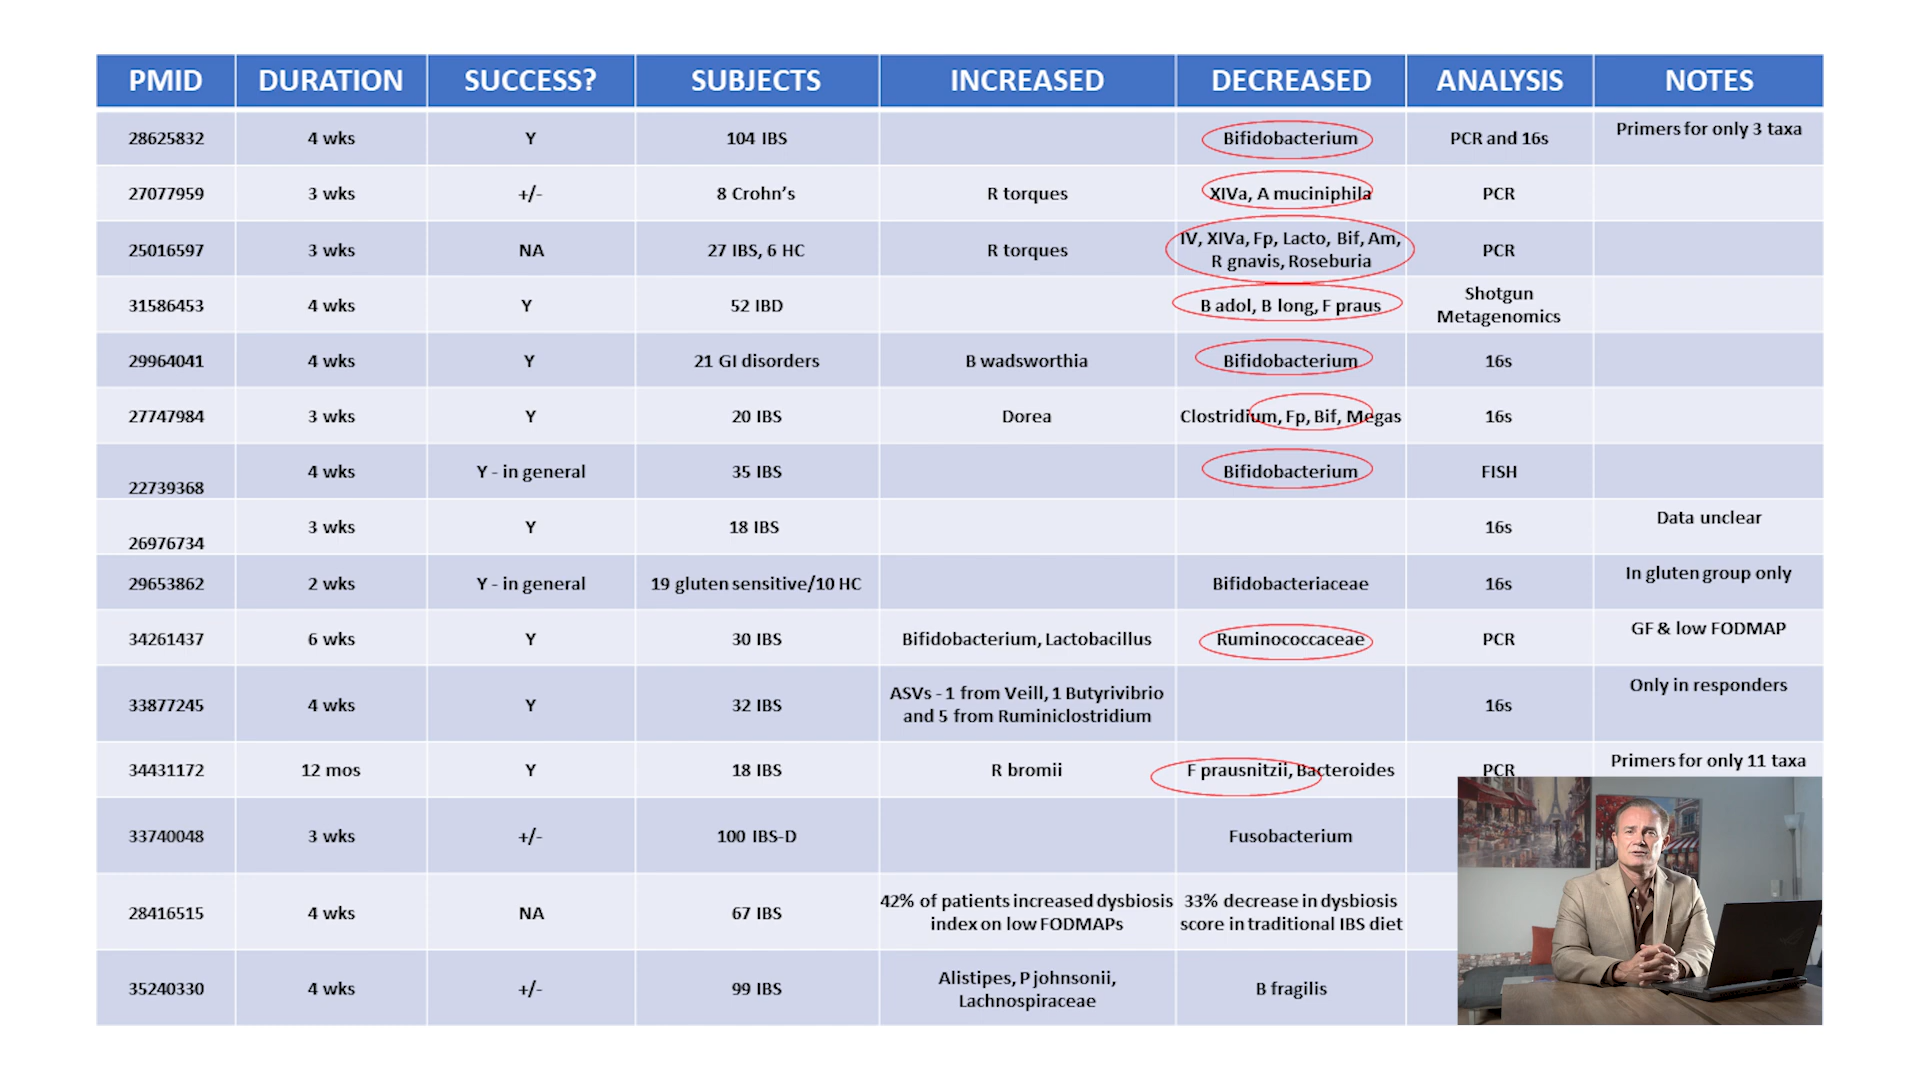 PMID DURATION SUCCESS? SUBJECTS INCREASED DECREASED ANALYSIS NOTES
28625832 4 wks Y 104 IBS Bifidobacterium PCR and 16s Primers for only 3 taxa
27077959 3 wks +/- 8 Crohn's R torques XIVa, A muciniphila PCR
25016597 3 wks NA 27 IBS, 6 HC R torques IV, XIVa, Fp, Lacto, Bif, Am,
R gnavis, Roseburia PCR
31586453 4 wks Y 52 IBD B adol, B long, F praus Shotgun
Metagenomics
29964041 4 wks Y 21 GI disorders B wadsworthia Bifidobacterium 16s
27747984 3 wks Y 20 IBS Dorea Clostridium, Fp, Bif, Megas 16s
22739368 4 wks Y - in general 35 IBS Bifidobacterium FISH
26976734 3 wks Y 18 IBS 16s Data unclear
29653862 2 wks Y - in general 19 gluten sensitive/10 HC Bifidobacteriaceae 16s In gluten group only
34261437 6 wks Y 30 IBS Bifidobacterium, Lactobacillus Ruminococcaceae PCR GF & low FODMAP
33877245 4 wks Y 32 IBS ASVs - 1 from Veill, 1 Butyrivibrio
and 5 from Ruminiclostridium 16s Only in responders
34431172 12 mos Y 18 IBS R bromii F prausnitzii, Bacteroides PCR Primers for only 11 taxa
33740048 3 wks +/- 100 IBS-D Fusobacterium
28416515 4 wks NA 67 IBS 42% of patients increased dysbiosis
index on low FODMAPs 33% decrease in dysbiosis
score in traditional IBS diet
35240330 4 wks +/- 99 IBS Alistipes, P johnsonii,
Lachnospiraceae B fragilis